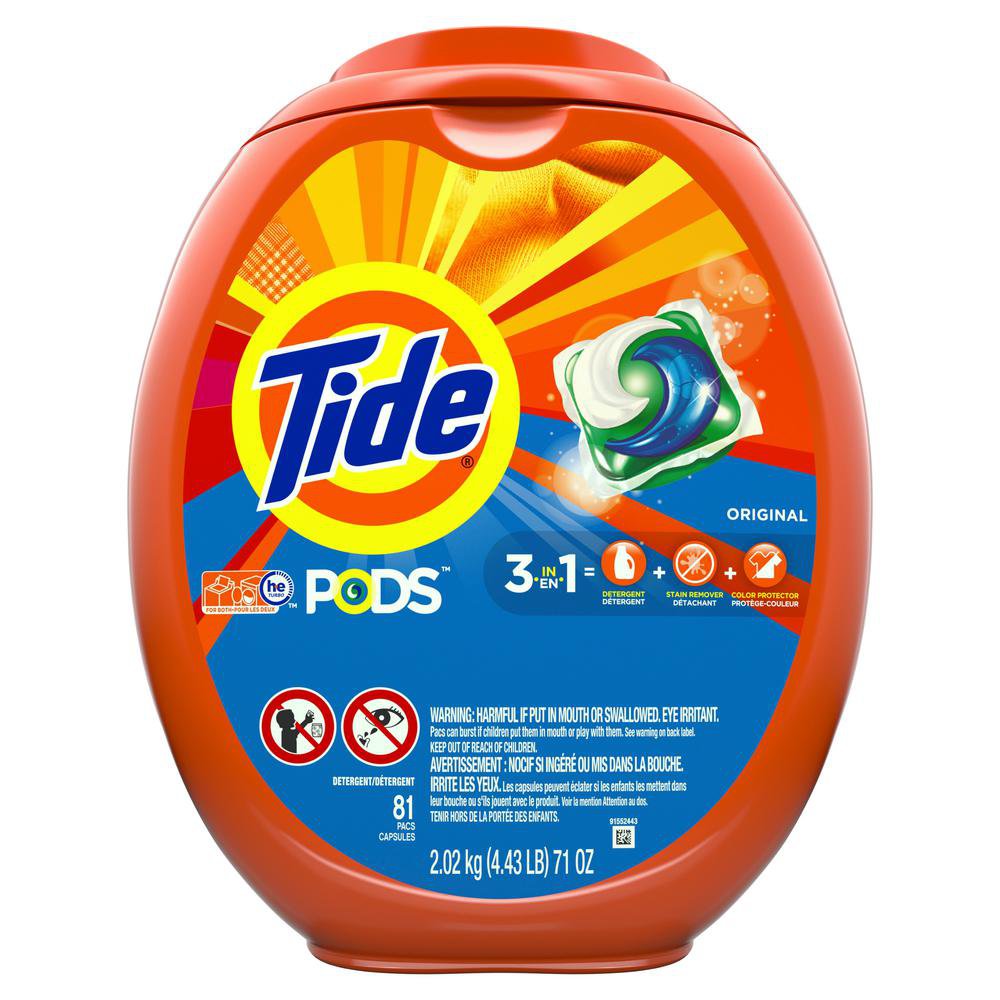 Tide®
ORIGINAL
he
TURBO
FOR BOTH•POUR LES DEUX
™
PODS™
3 IN 1 =
EN
DETERGENT
DÉTERGENT
+
STAIN REMOVER
DÉTACHANT
+
COLOR PROTECTOR
PROTÈGE-COULEUR
WARNING: HARMFUL IF PUT IN MOUTH OR SWALLOWED. EYE IRRITANT.
Pacs can burst if children put them in mouth or play with them. See warning on back label.
KEEP OUT OF REACH OF CHILDREN.
AVERTISSEMENT : NOCIF SI INGÉRÉ OU MIS DANS LA BOUCHE.
IRRITE LES YEUX. Les capsules peuvent éclater si les enfants les mettent dans
leur bouche ou s'ils jouent avec le produit. Voir la mention Attention au dos.
TENIR HORS DE LA PORTÉE DES ENFANTS.
DETERGENT/DÉTERGENT
81
PACS
CAPSULES
91552443
2.02 kg (4.43 LB) 71 OZ